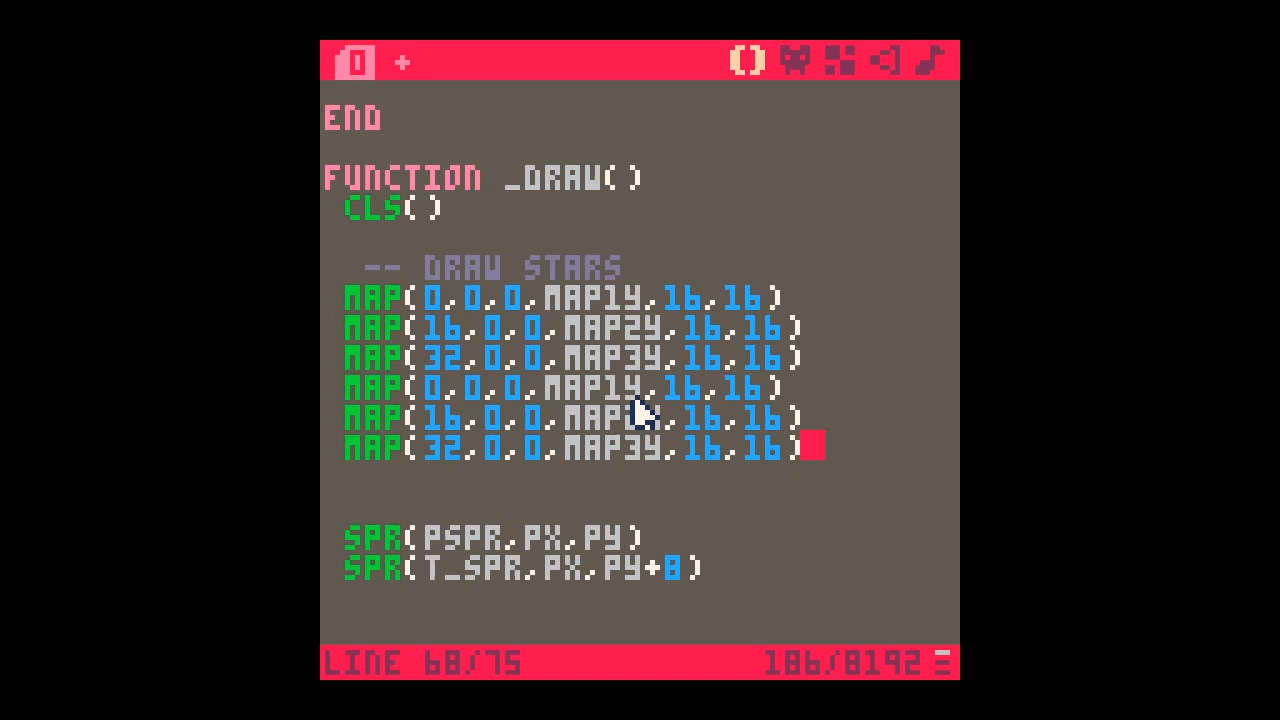 0 +
END
FUNCTION _DRAW()
CLS()
-- DRAW STARS
MAP(0,0,0,MAP1Y,16,16)
MAP(16,0,0,MAP2Y,16,16)
MAP(32,0,0,MAP3Y,16,16)
MAP(0,0,0,MAP1Y,16,16)
MAP(16,0,0,,16,16)
MAP(32,0,0,MAP3Y,16,16)
SPR(PSPR,PX,PY)
SPR(T_SPR,PX,PY+8)
LINE 68/75
186/8192